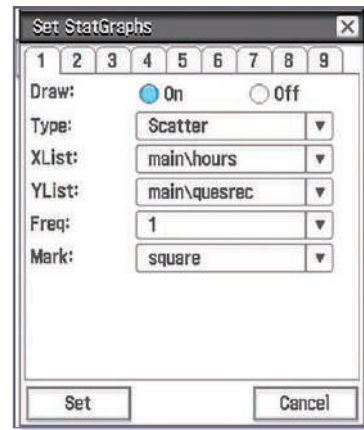 Set StatGraphs
1 2 3 4 5 6 7 8 9
Draw: On Off
Type: Scatter
XList: main\hours
YList: main\quesrec
Freq: 1
Mark: square
Set Cancel